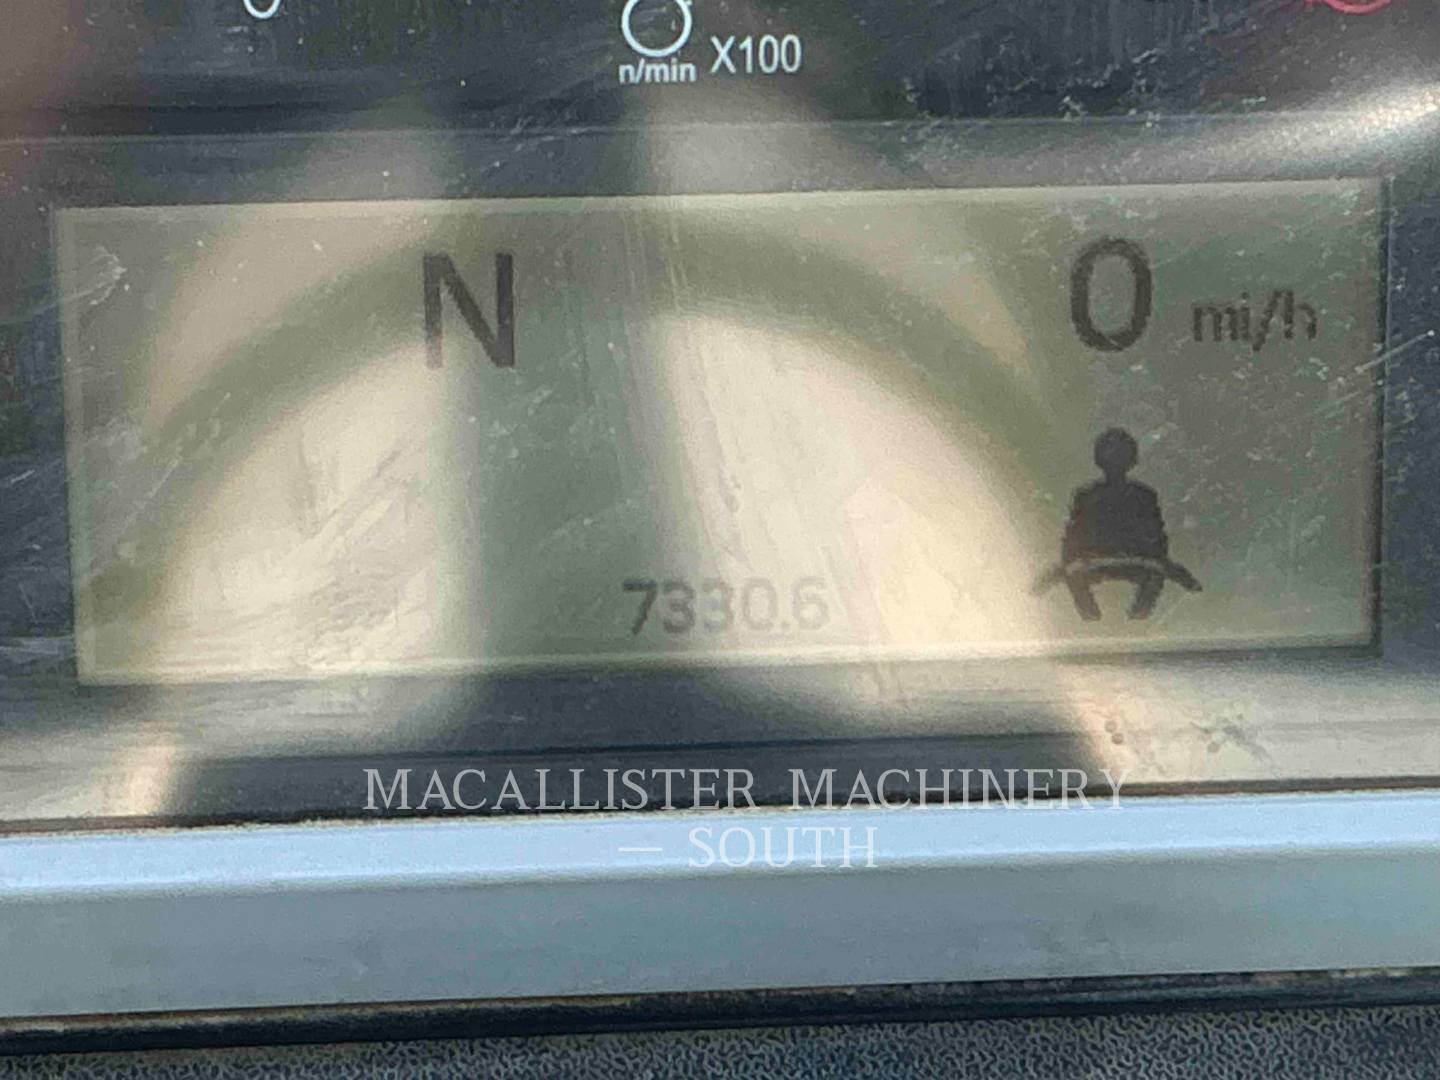 n/min X100
N 0 mi/h
7330.6
MACALLISTER MACHINERY
— SOUTH